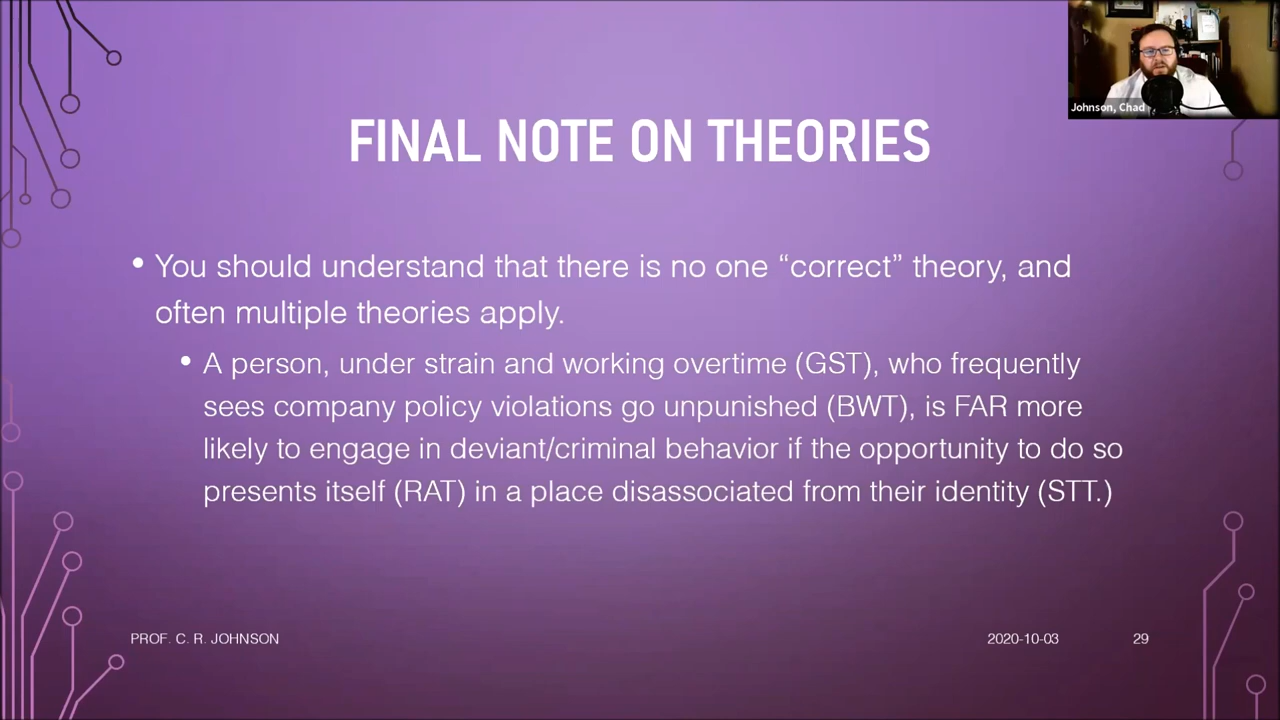 Johnson, Chad
FINAL NOTE ON THEORIES
• You should understand that there is no one “correct” theory, and
often multiple theories apply.
• A person, under strain and working overtime (GST), who frequently
sees company policy violations go unpunished (BWT), is FAR more
likely to engage in deviant/criminal behavior if the opportunity to do so
presents itself (RAT) in a place disassociated from their identity (STT.)
PROF. C. R. JOHNSON
2020-10-03
29